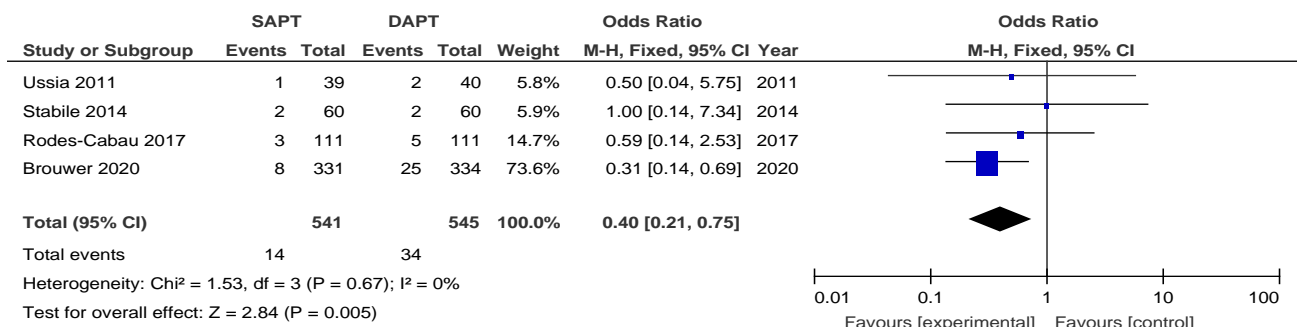 SAPT DAPT Odds Ratio Odds Ratio
Study or Subgroup Events Total Events Total Weight M-H, Fixed, 95% CI Year M-H, Fixed, 95% CI
Ussia 2011 1 39 2 40 5.8% 0.50 [0.04, 5.75] 2011
Stabile 2014 2 60 2 60 5.9% 1.00 [0.14, 7.34] 2014
Rodes-Cabau 2017 3 111 5 111 14.7% 0.59 [0.14, 2.53] 2017
Brouwer 2020 8 331 25 334 73.6% 0.31 [0.14, 0.69] 2020
Total (95% CI) 541 545 100.0% 0.40 [0.21, 0.75]
Total events 14 34
Heterogeneity: Chi² = 1.53, df = 3 (P = 0.67); I² = 0%
Test for overall effect: Z = 2.84 (P = 0.005)
0.01 0.1 1 10 100
Favours [experimental] Favours [control]